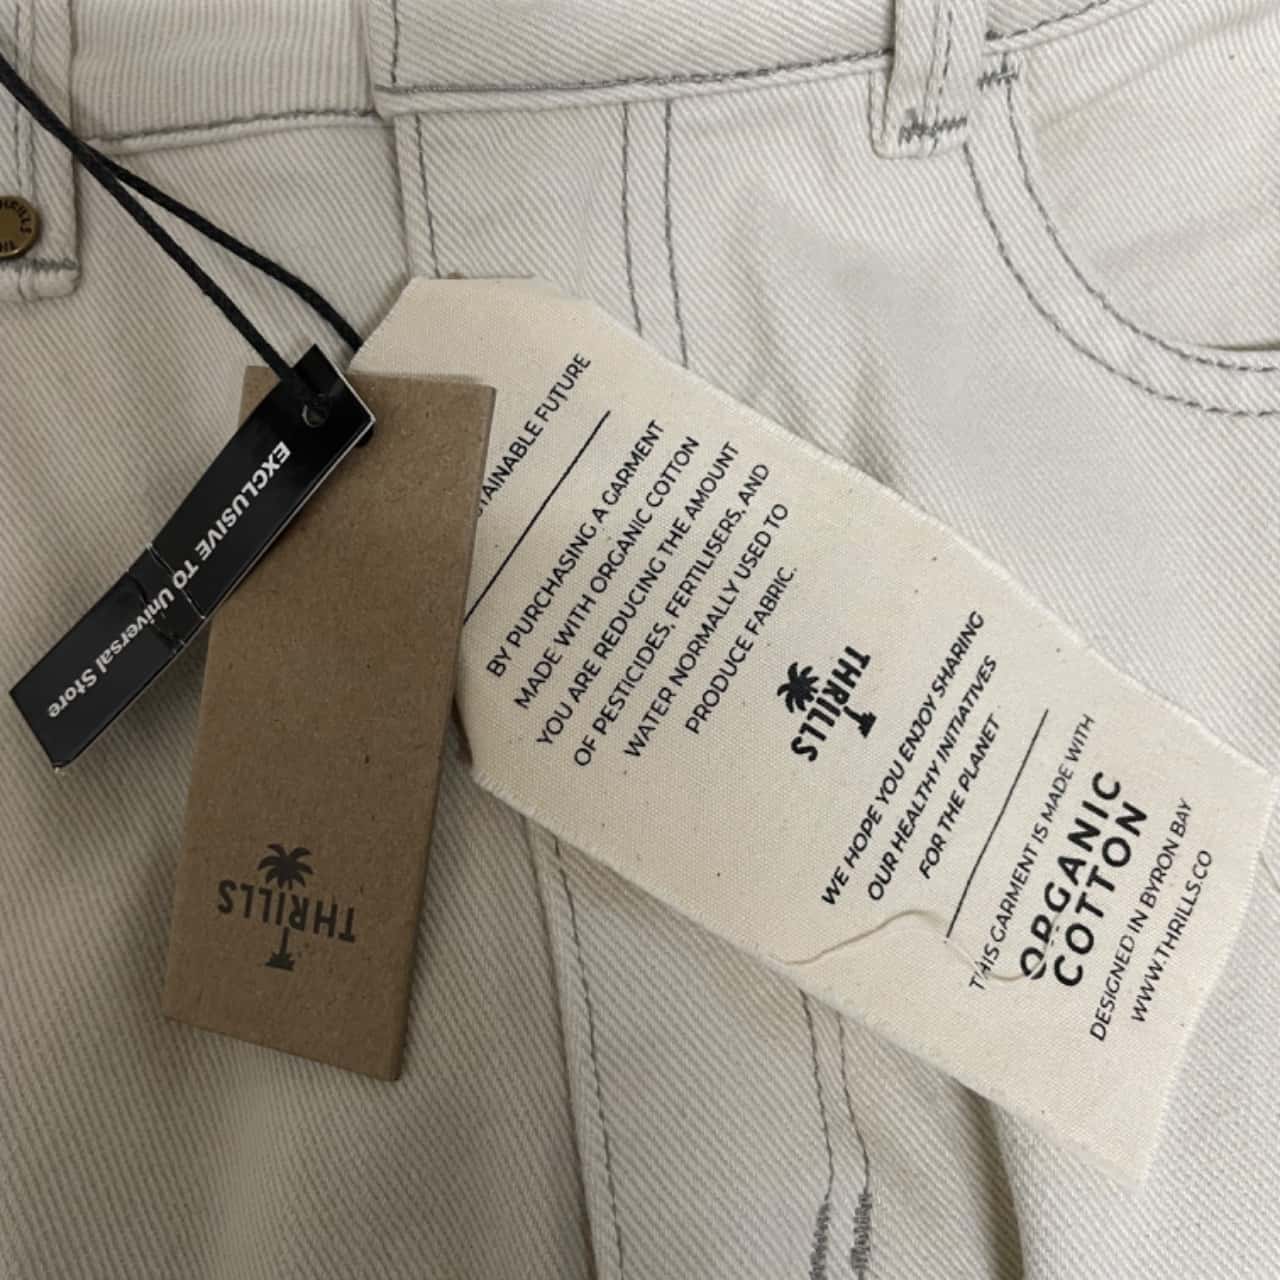 EXCLUSIVE TO Universal Store
THRILLS
FUTURE
BY PURCHASING A GARMENT
MADE WITH ORGANIC COTTON
YOU ARE REDUCING THE AMOUNT
OF PESTICIDES, FERTILISERS, AND
WATER NORMALLY USED TO
PRODUCE FABRIC.
THRILLS
WE HOPE YOU ENJOY SHARING
OUR HEALTHY INITIATIVES
FOR THE PLANET
THIS GARMENT IS MADE WITH
ORGANIC
COTTON
DESIGNED IN BYRON BAY
WWW.THRILLS.CO